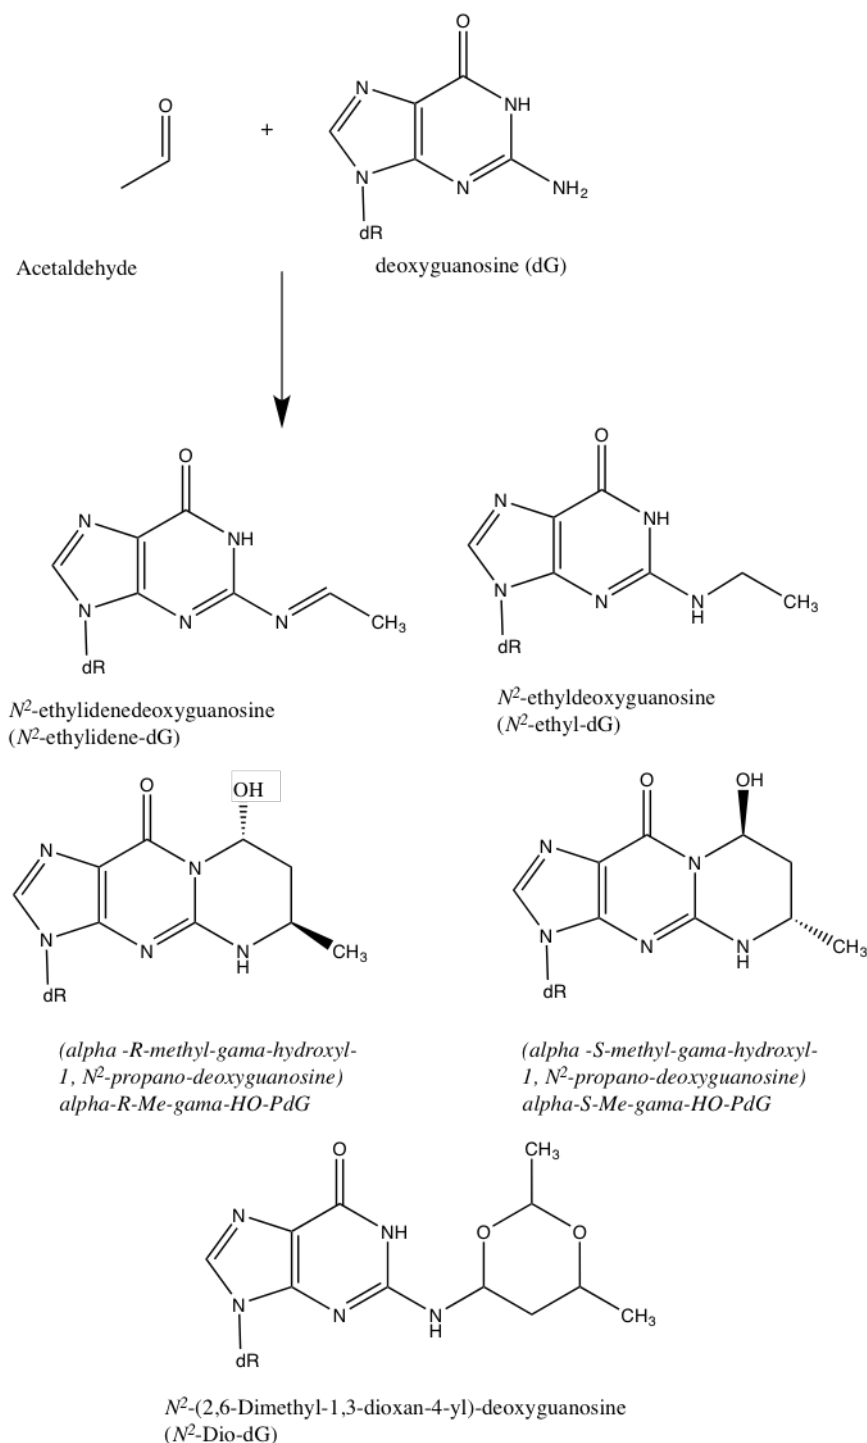 O
+
O
N
NH
N
N
NH₂
dR
Acetaldehyde
deoxyguanosine (dG)
O
N
NH
N
N
N
CH₃
dR
N²-ethylidenedeoxyguanosine
(N²-ethylidene-dG)
O
N
NH
N
N
N
H
CH₃
dR
N²-ethyldeoxyguanosine
(N²-ethyl-dG)
O
OH
N
N
N
N
N
H
CH₃
dR
(alpha -R-methyl-gama-hydroxyl-
1, N²-propano-deoxyguanosine)
alpha-R-Me-gama-HO-PdG
O
OH
N
N
N
N
N
H
CH₃
dR
(alpha -S-methyl-gama-hydroxyl-
1, N²-propano-deoxyguanosine)
alpha-S-Me-gama-HO-PdG
O
CH₃
N
NH
O
O
N
N
N
H
CH₃
dR
N²-(2,6-Dimethyl-1,3-dioxan-4-yl)-deoxyguanosine
(N²-Dio-dG)